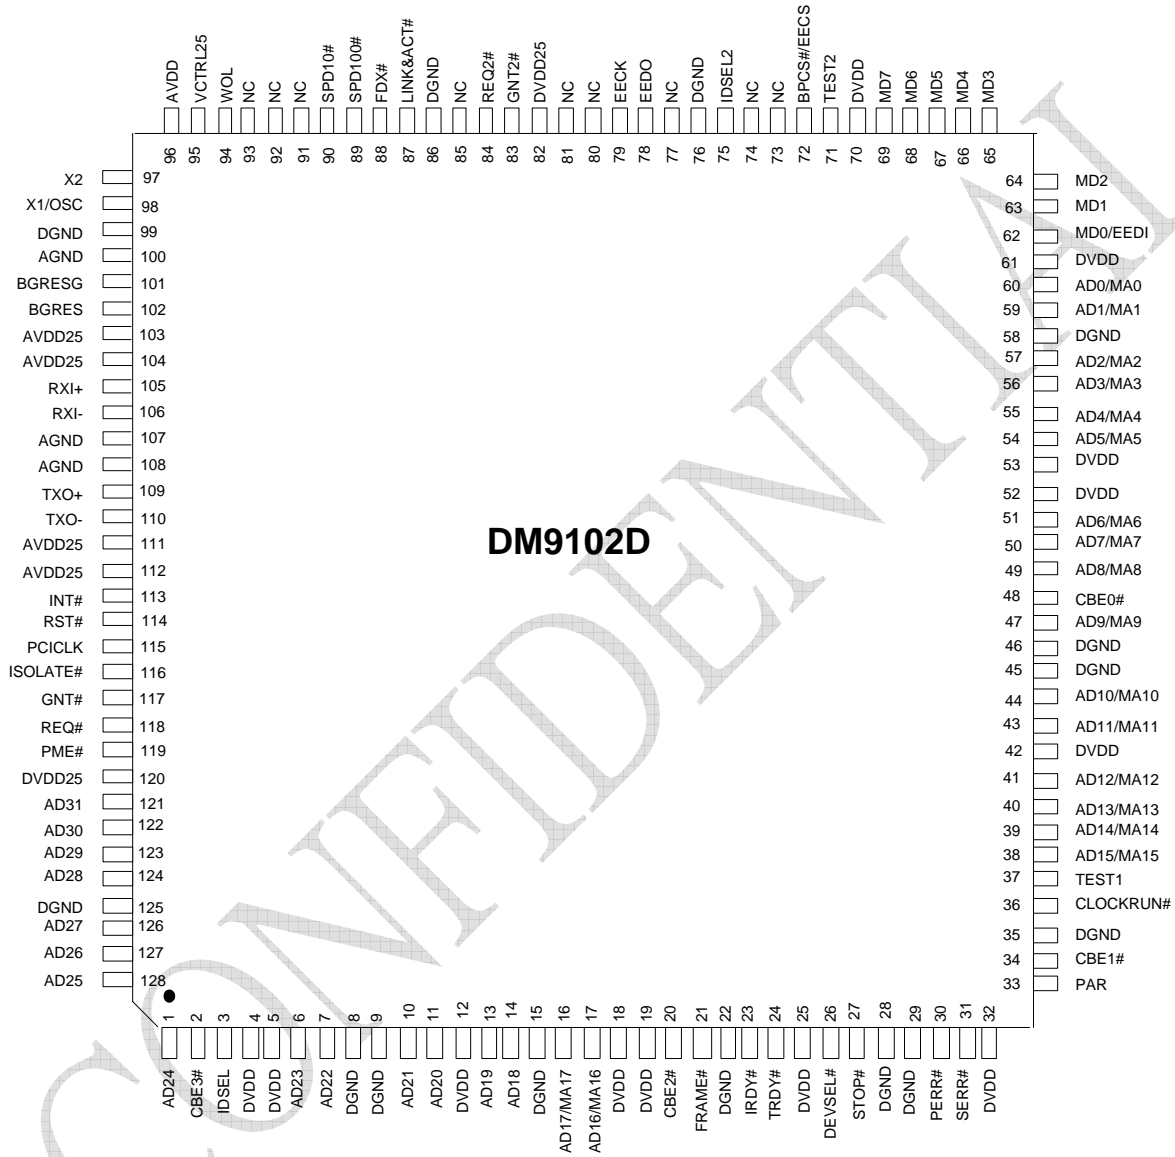 AVDD VCTRL25 WOL NC NC NC SPD10# SPD100# FDX# LINK&ACT# DGND NC REQ2# GNT2# DVDD25 NC NC EECK EEDO NC DGND IDSEL2 NC NC BPCS#/EECS TEST2 DVDD MD7 MD6 MD5 MD4 MD3
96 95 94 93 92 91 90 89 88 87 86 85 84 83 82 81 80 79 78 77 76 75 74 73 72 71 70 69 68 67 66 65
X2 97
X1/OSC 98
DGND 99
AGND 100
BGRESG 101
BGRES 102
AVDD25 103
AVDD25 104
RXI+ 105
RXI- 106
AGND 107
AGND 108
TXO+ 109
TXO- 110
AVDD25 111
AVDD25 112
INT# 113
RST# 114
PCICLK 115
ISOLATE# 116
GNT# 117
REQ# 118
PME# 119
DVDD25 120
AD31 121
AD30 122
AD29 123
AD28 124
DGND 125
AD27 126
AD26 127
AD25 128
DM9102D
64 MD2
63 MD1
62 MD0/EEDI
61 DVDD
60 AD0/MA0
59 AD1/MA1
58 DGND
57 AD2/MA2
56 AD3/MA3
55 AD4/MA4
54 AD5/MA5
53 DVDD
52 DVDD
51 AD6/MA6
50 AD7/MA7
49 AD8/MA8
48 CBE0#
47 AD9/MA9
46 DGND
45 DGND
44 AD10/MA10
43 AD11/MA11
42 DVDD
41 AD12/MA12
40 AD13/MA13
39 AD14/MA14
38 AD15/MA15
37 TEST1
36 CLOCKRUN#
35 DGND
34 CBE1#
33 PAR
1 2 3 4 5 6 7 8 9 10 11 12 13 14 15 16 17 18 19 20 21 22 23 24 25 26 27 28 29 30 31 32
AD24 CBE3# IDSEL DVDD DVDD AD23 AD22 DGND DGND AD21 AD20 DVDD AD19 AD18 DGND AD17/MA17 AD16/MA16 DVDD DVDD CBE2# FRAME# DGND IRDY# TRDY# DVDD DEVSEL# STOP# DGND DGND PERR# SERR# DVDD
CONFIDENTIAL